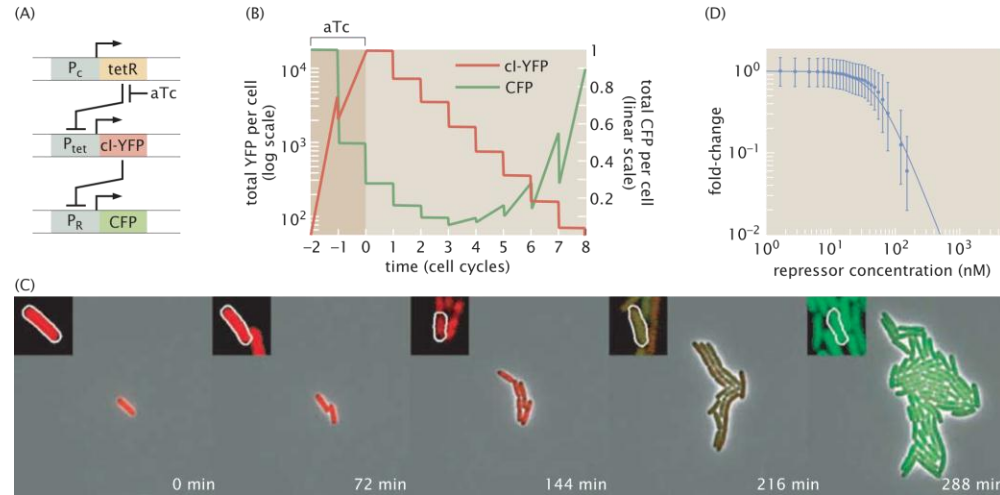 (A)
Pc tetR
aTc
Ptet cI-YFP
PR CFP
(B)
aTc
cI-YFP
CFP
total YFP per cell
(log scale)
10^4
10^3
10^2
total CFP per cell
(linear scale)
1
0.8
0.6
0.4
0.2
−2 −1 0 1 2 3 4 5 6 7 8
time (cell cycles)
(D)
fold-change
10^0
10^-1
10^-2
10^0 10^1 10^2 10^3
repressor concentration (nM)
(C)
0 min
72 min
144 min
216 min
288 min